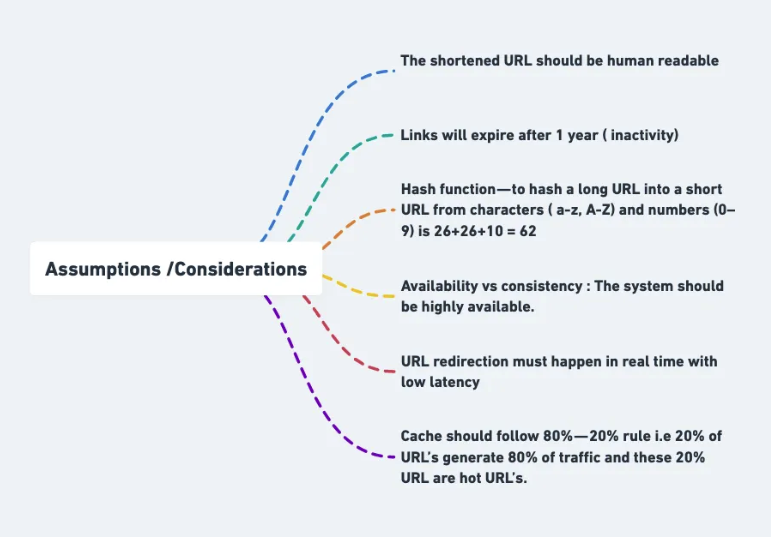 The shortened URL should be human readable
Links will expire after 1 year ( inactivity)
Hash function—to hash a long URL into a short
URL from characters ( a-z, A-Z) and numbers (0–
9) is 26+26+10 = 62
Assumptions /Considerations
Availability vs consistency : The system should
be highly available.
URL redirection must happen in real time with
low latency
Cache should follow 80%—20% rule i.e 20% of
URL’s generate 80% of traffic and these 20%
URL are hot URL’s.